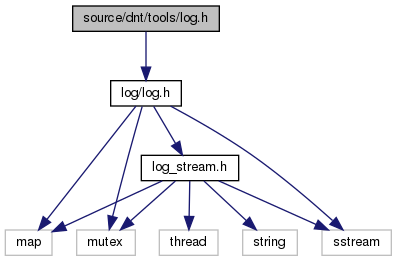 source/dnt/tools/log.h
log/log.h
log_stream.h
map
mutex
thread
string
sstream